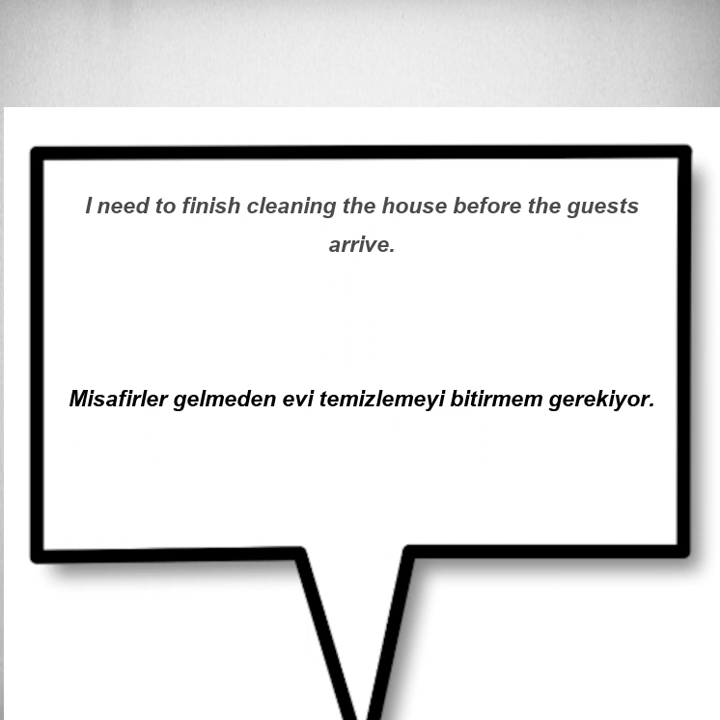 I need to finish cleaning the house before the guests
arrive.
Misafirler gelmeden evi temizlemeyi bitirmem gerekiyor.